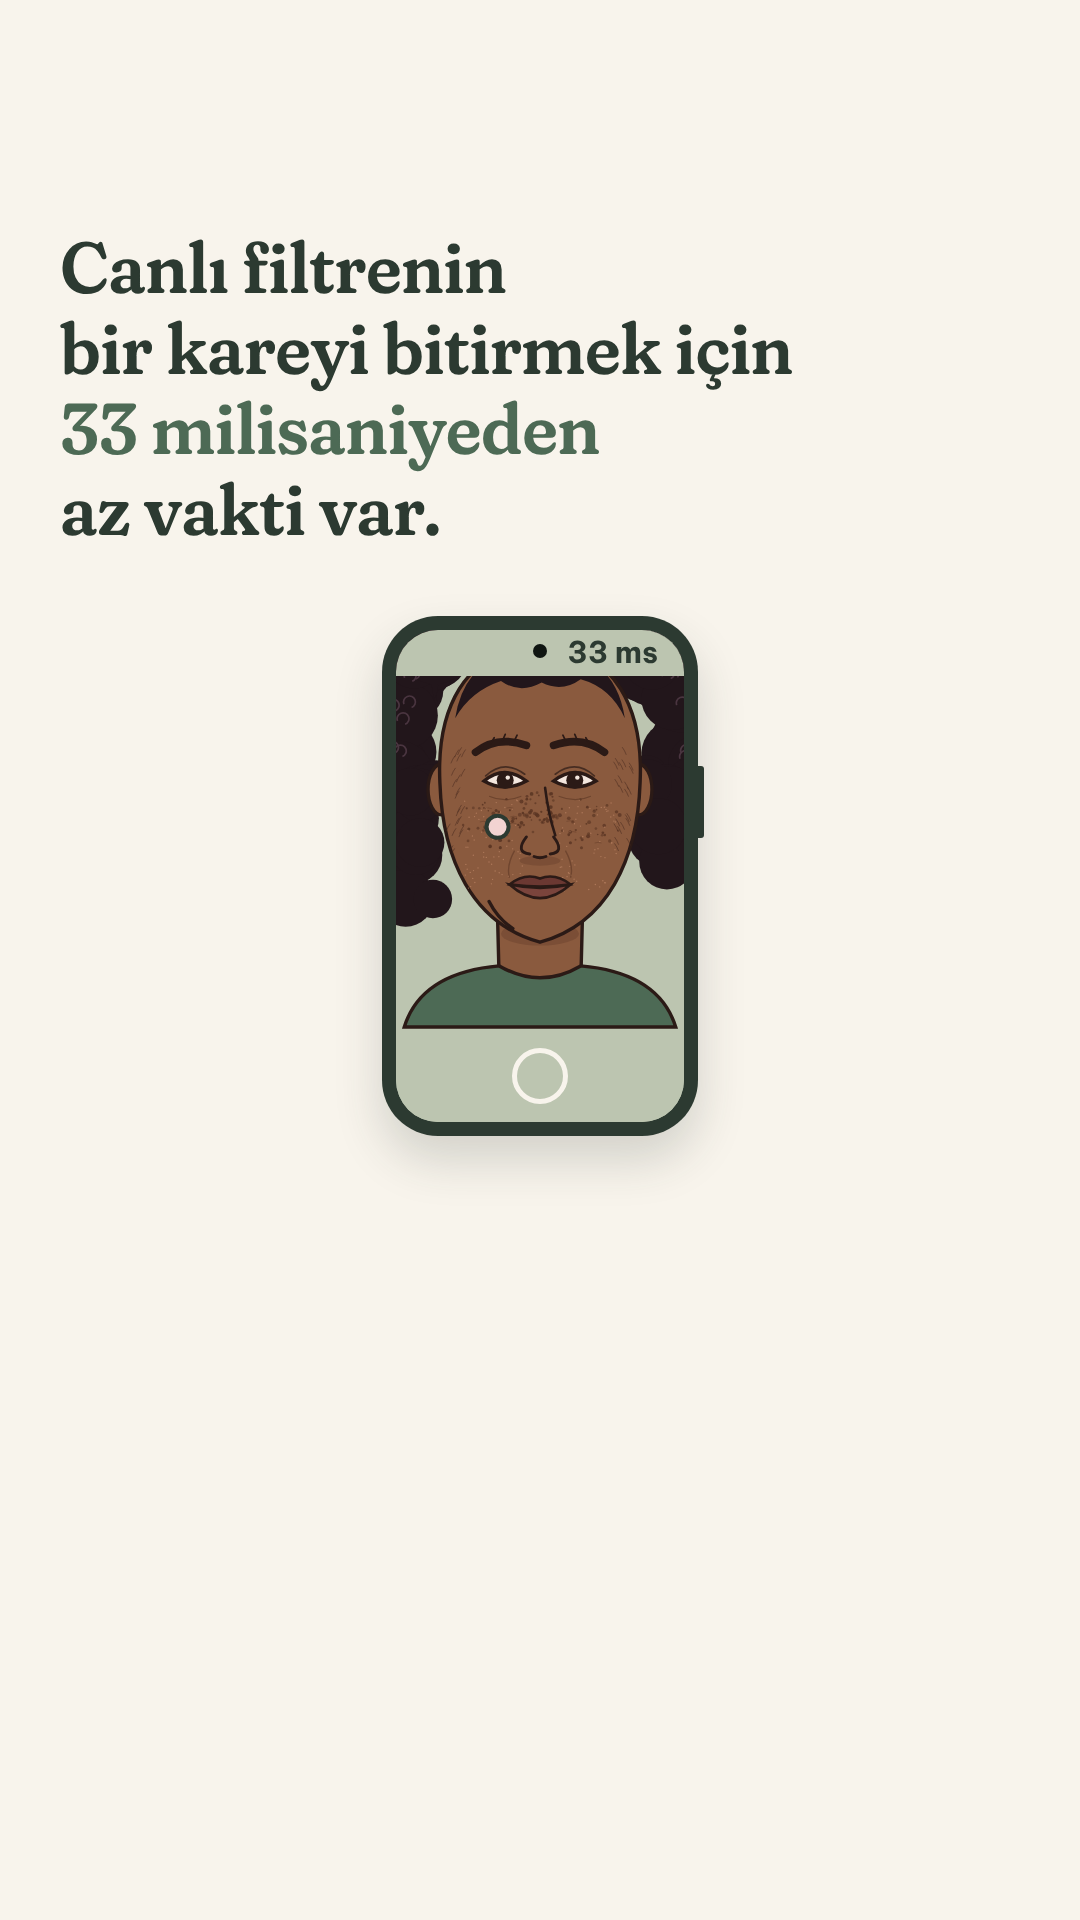 Canlı filtrenin
bir kareyi bitirmek için
33 milisaniyeden
az vakti var.
33 ms